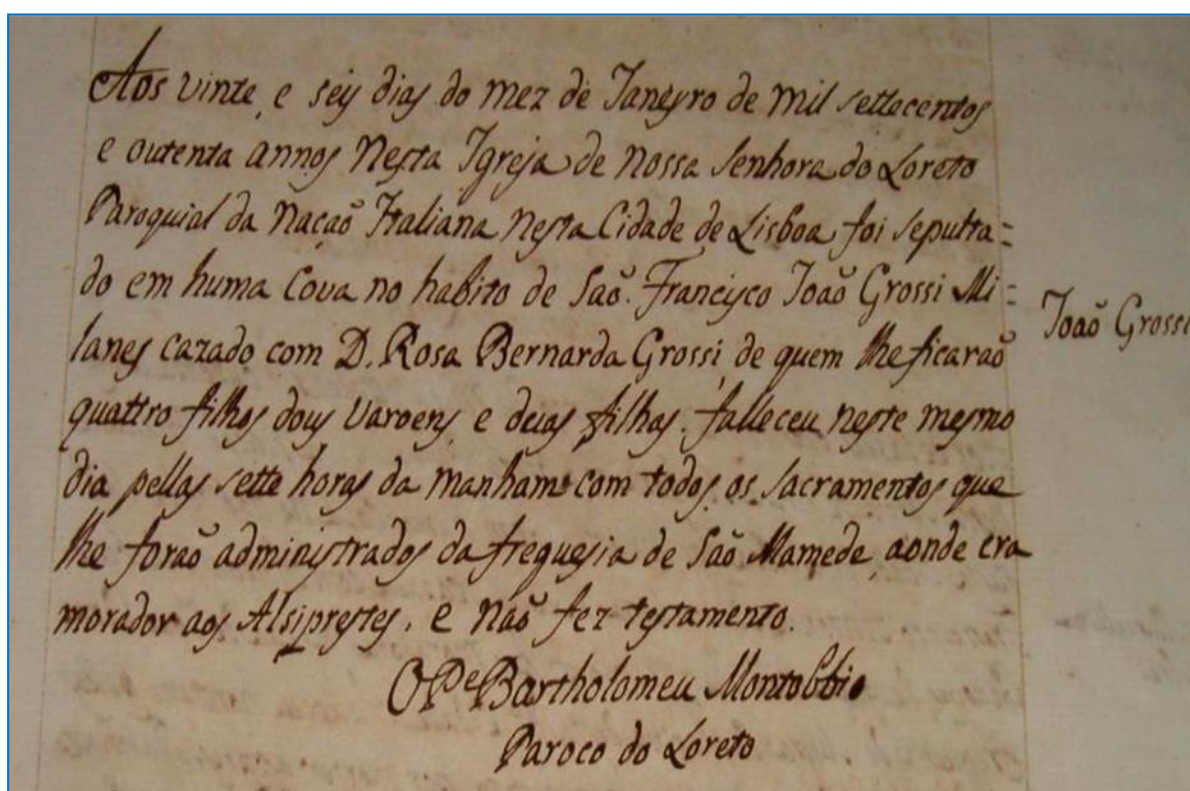 Aos vinte e seis dias do mez de Janeyro de mil settecentos
e outenta annos nesta Igreja de Nossa Senhora do Loreto
Paroquial da Nação Italiana nesta Cidade de Lisboa foi sepulta=
do em huma cova no habito de São Francisco João Grossi Mi=
lanes cazado com D. Rosa Bernarda Grossi, de quem lhe ficarão
quattro filhos dous varoens, e duas filhas. falleceu neste mesmo
dia pellas sette horas da manham com todos os sacramentos que
lhe forão administrados da freguesia de São Mamede aonde era
morador aos Alsiprestes, e não fez testamento.
O Pe Bartholomeu Montobbio
Paroco do Loreto
João Grossi